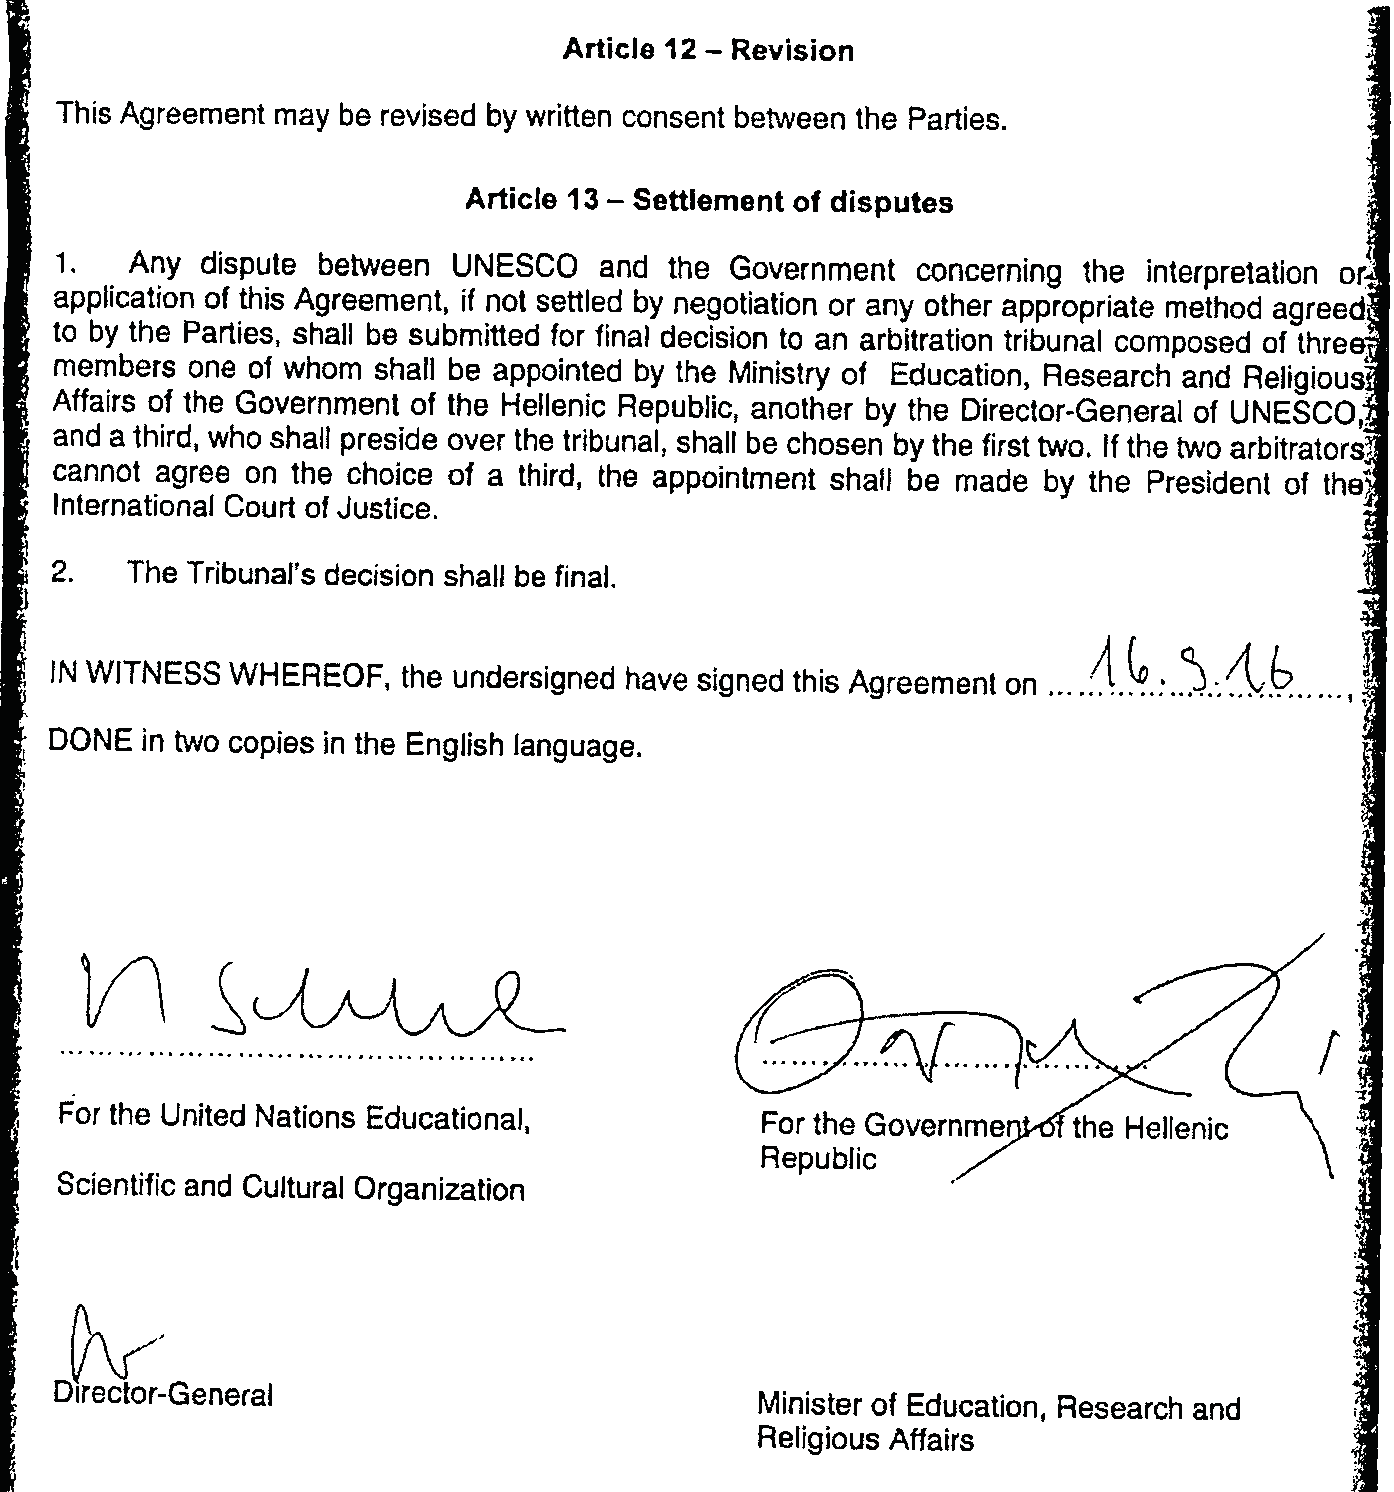 Article 12 – Revision
This Agreement may be revised by written consent between the Parties.
Article 13 – Settlement of disputes
1. Any dispute between UNESCO and the Government concerning the interpretation or
application of this Agreement, if not settled by negotiation or any other appropriate method agreed
to by the Parties, shall be submitted for final decision to an arbitration tribunal composed of three
members one of whom shall be appointed by the Ministry of Education, Research and Religious
Affairs of the Government of the Hellenic Republic, another by the Director-General of UNESCO,
and a third, who shall preside over the tribunal, shall be chosen by the first two. If the two arbitrators
cannot agree on the choice of a third, the appointment shall be made by the President of the
International Court of Justice.
2. The Tribunal's decision shall be final.
IN WITNESS WHEREOF, the undersigned have signed this Agreement on 16.9.16,
DONE in two copies in the English language.
For the United Nations Educational,
Scientific and Cultural Organization
For the Government of the Hellenic
Republic
Director-General
Minister of Education, Research and
Religious Affairs